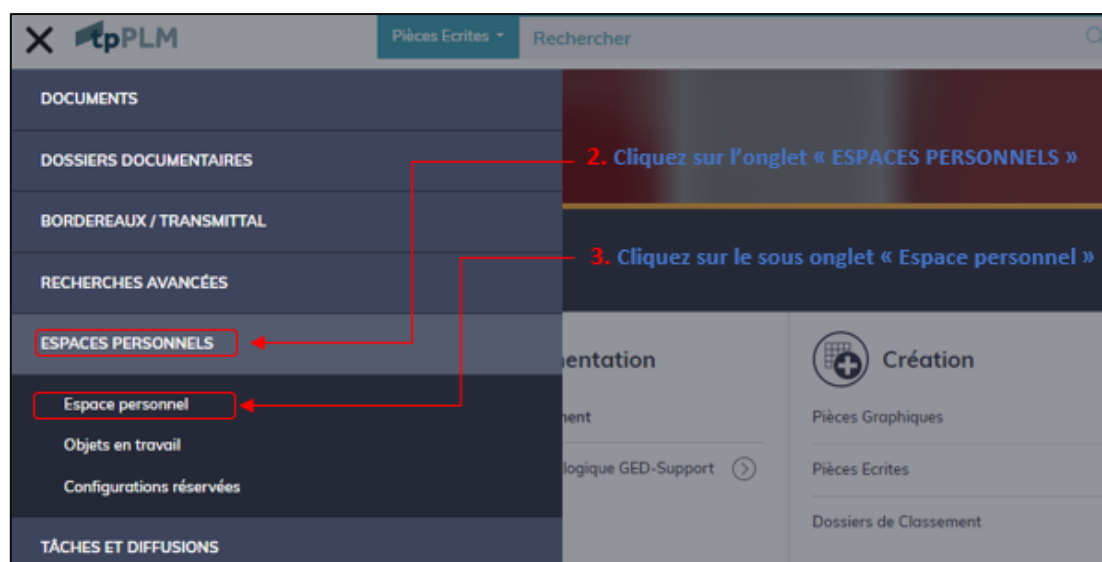 tpPLM
Pièces Ecrites
Rechercher
DOCUMENTS
DOSSIERS DOCUMENTAIRES
2. Cliquez sur l'onglet « ESPACES PERSONNELS »
BORDEREAUX / TRANSMITTAL
3. Cliquez sur le sous onglet « Espace personnel »
RECHERCHES AVANCÉES
ESPACES PERSONNELS
Espace personnel
Objets en travail
Configurations réservées
TÂCHES ET DIFFUSIONS
entation
ment
logique GED-Support
Création
Pièces Graphiques
Pièces Ecrites
Dossiers de Classement